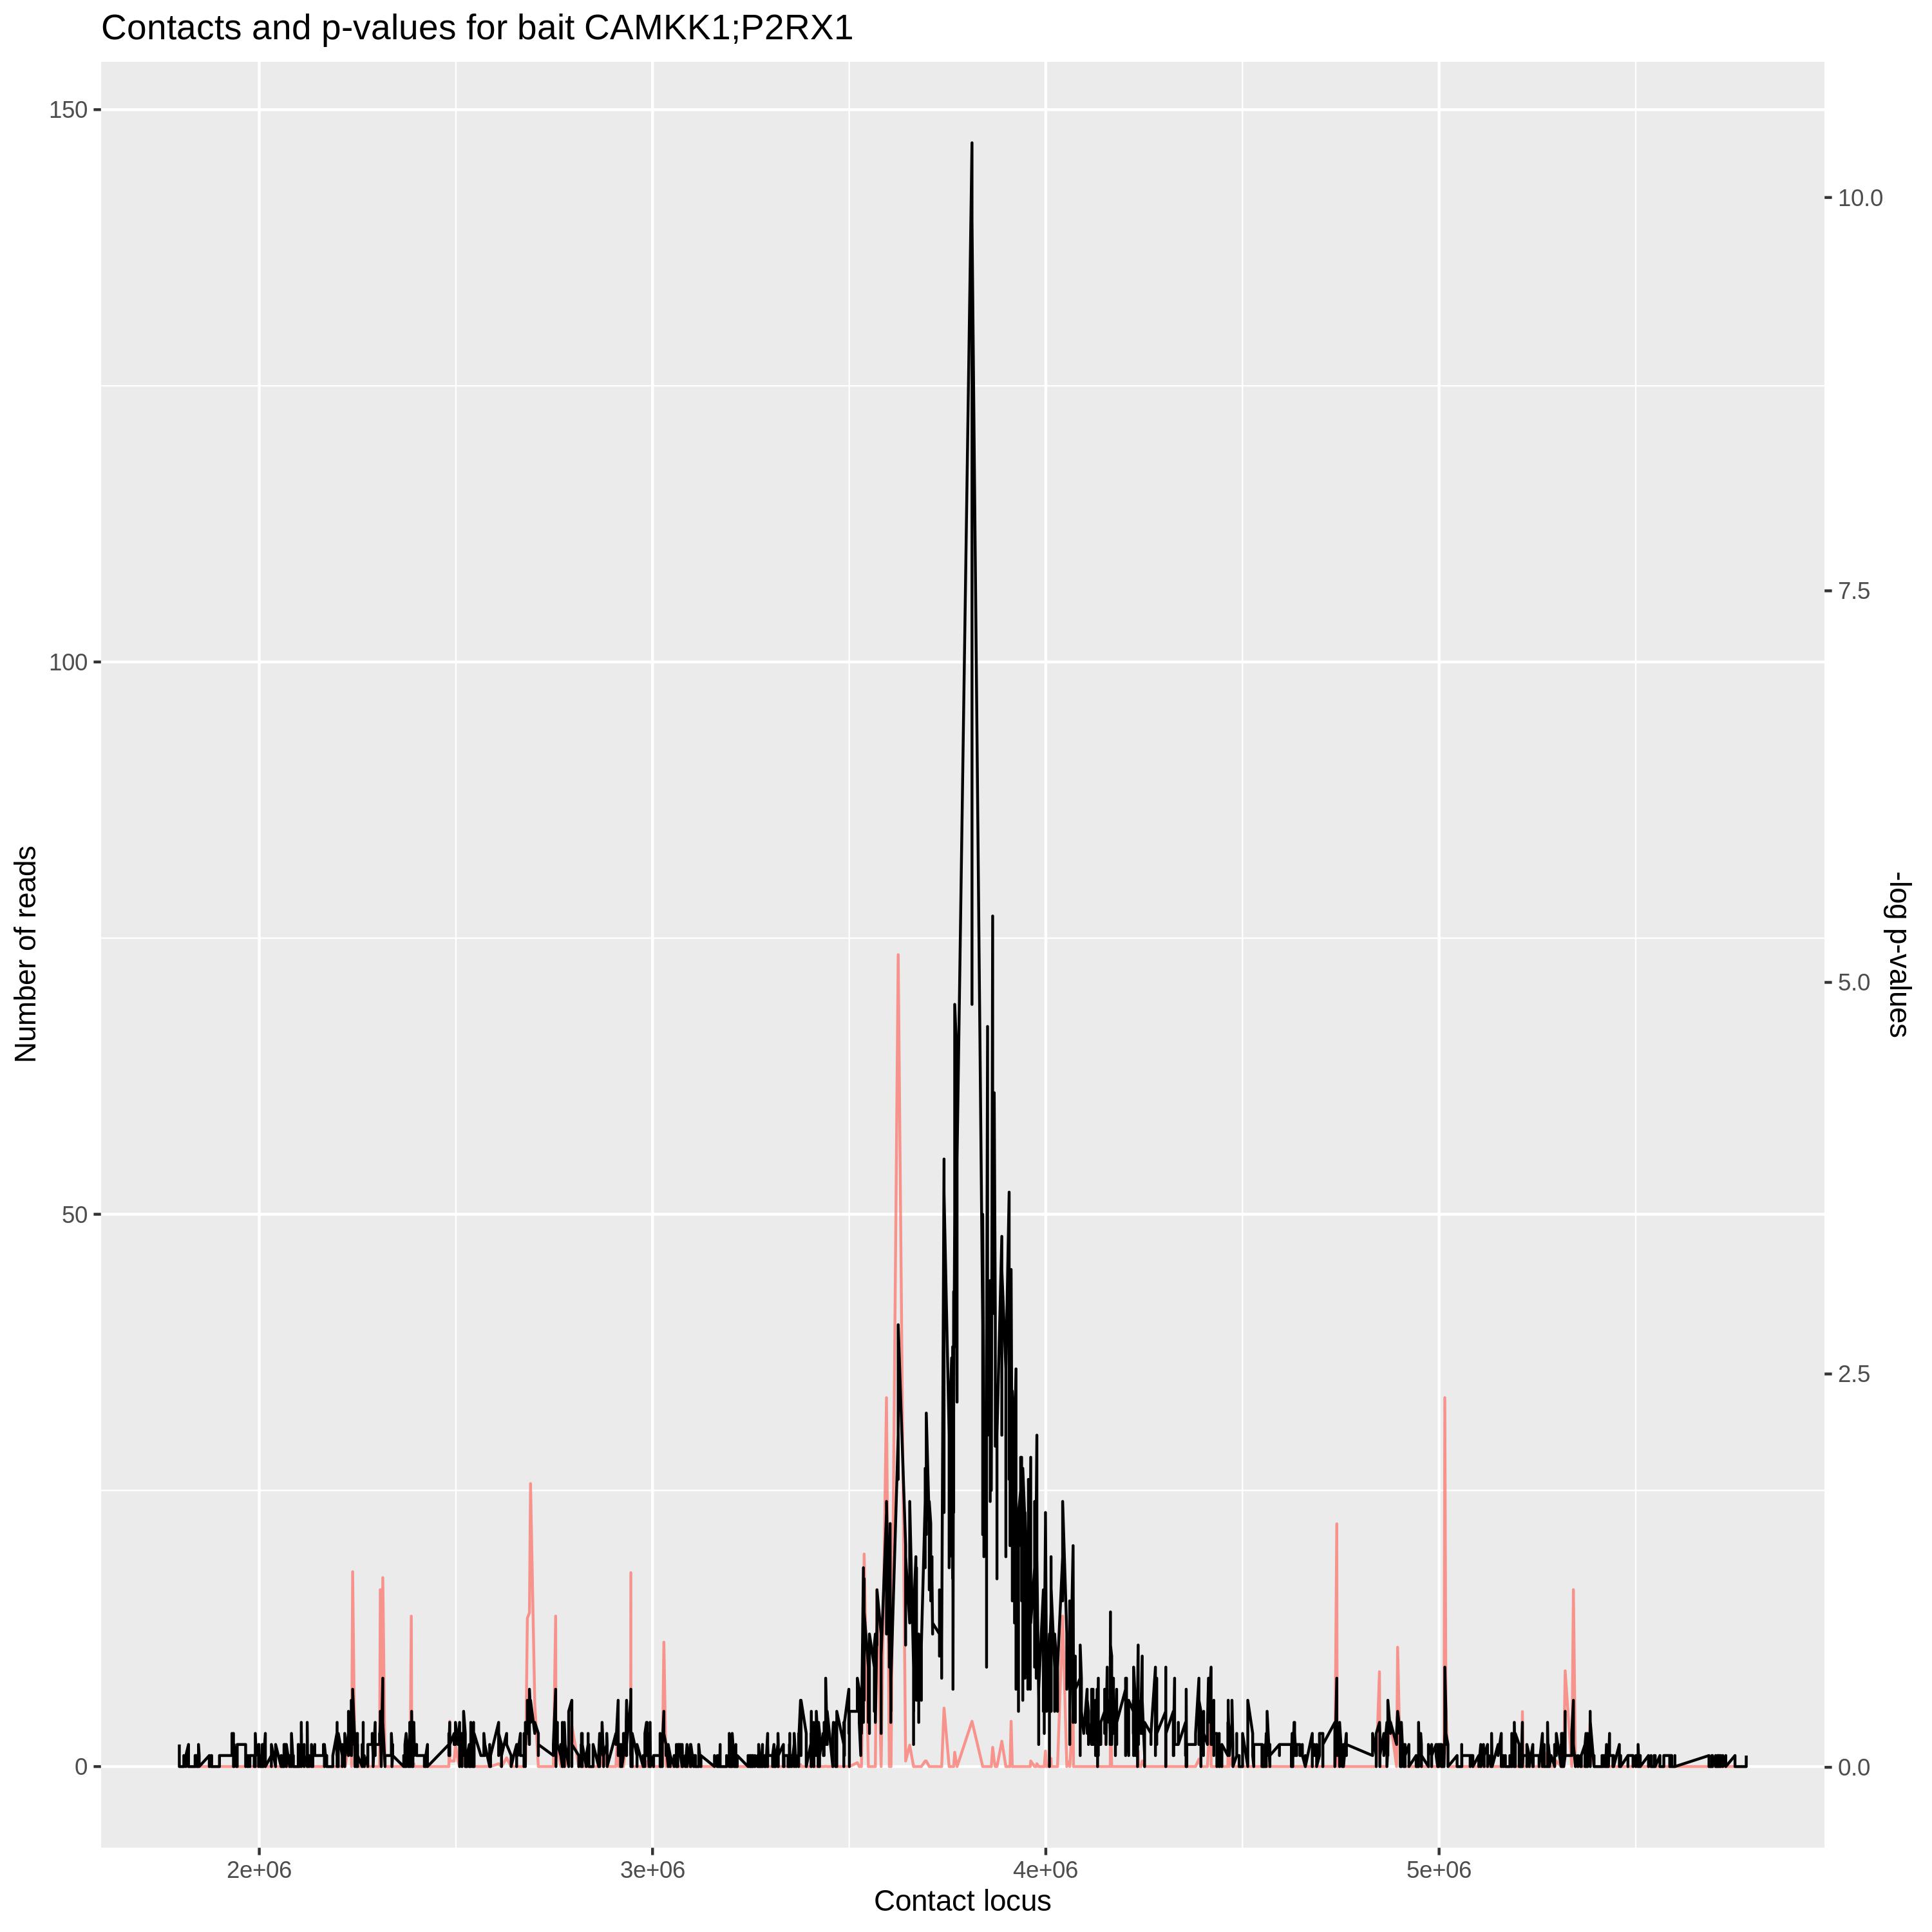 Contacts and p-values for bait CAMKK1;P2RX1
150
100
50
0
Number of reads
10.0
7.5
5.0
2.5
0.0
-log p-values
2e+06 3e+06 4e+06 5e+06
Contact locus